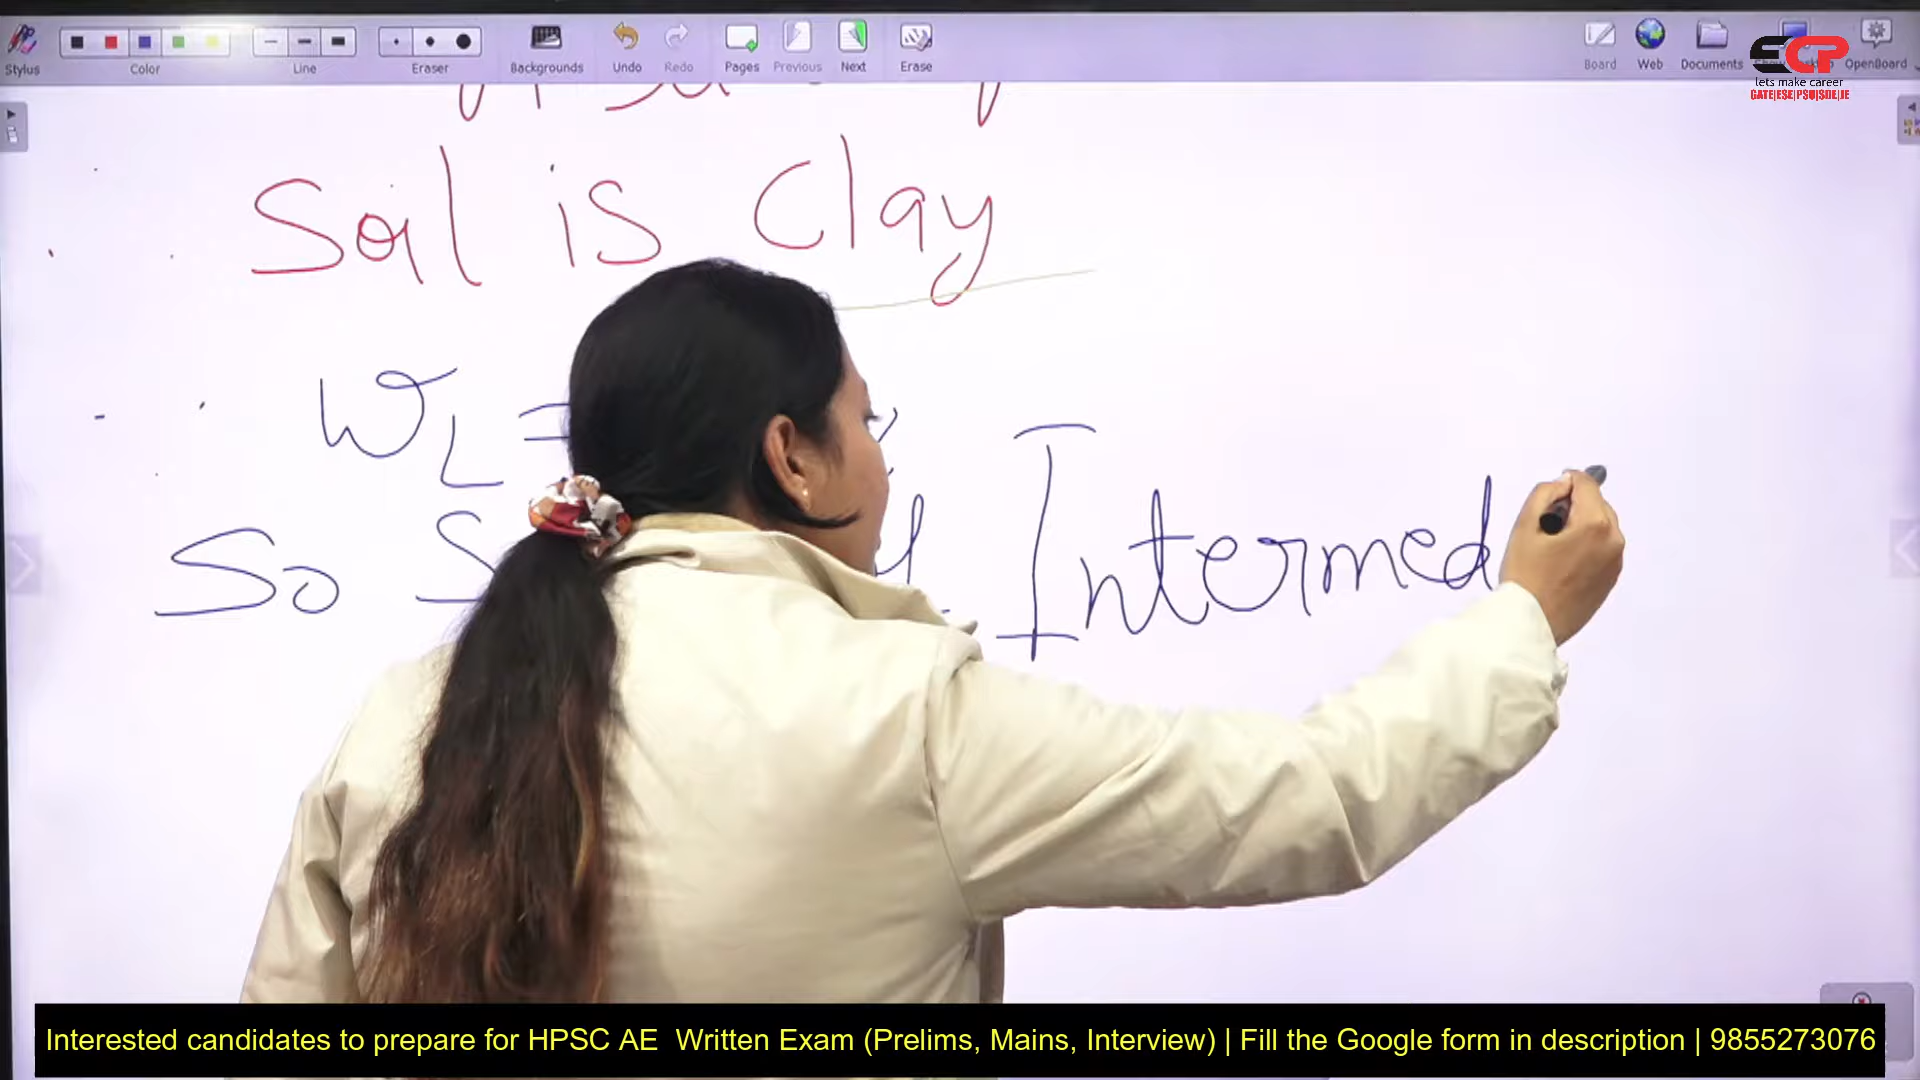 Stylus Color Line Eraser Backgrounds Undo Redo Pages Previous Next Erase Board Web Documents OpenBoard
SCP
lets make career
GATE|ESE|PSU|SDE|JE
Soil is Clay
WL =
So Intermed
Interested candidates to prepare for HPSC AE Written Exam (Prelims, Mains, Interview) | Fill the Google form in description | 9855273076